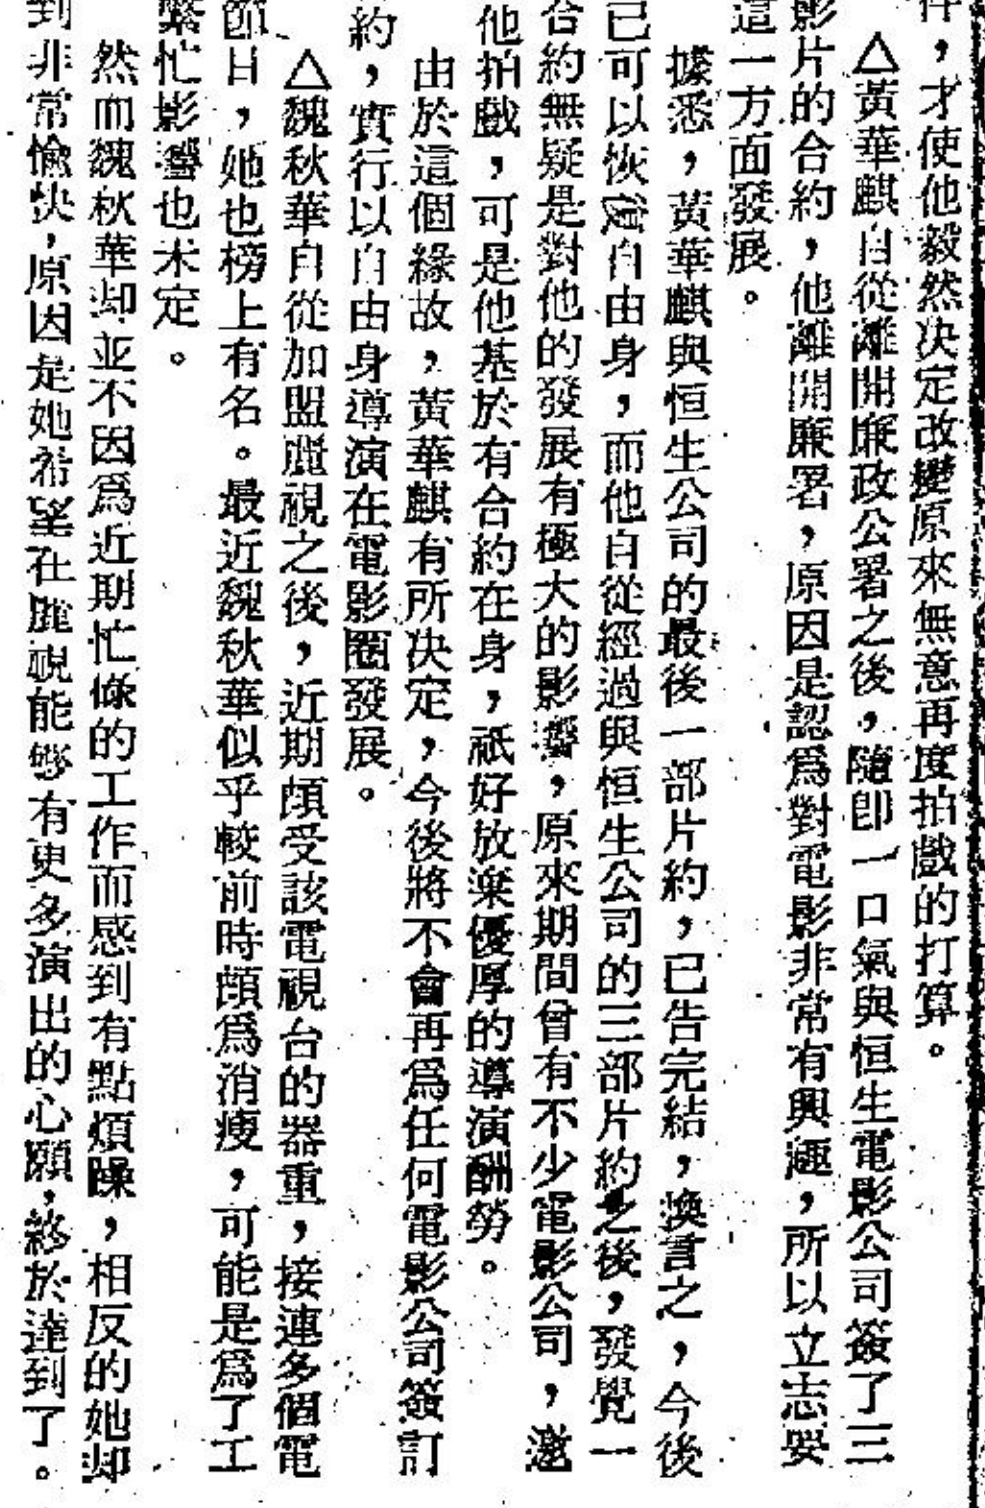 件，才使他毅然決定改變原來無意再度拍戲的打算。
△黃華麒自從離開廉政公署之後，隨即一口氣與恒生電影公司簽了三
影片的合約，他離開廉署，原因是認爲對電影非常有興趣，所以立志要
這一方面發展。
據悉，黃華麒與恒生公司的最後一部片約，已告完結，換言之，今後
已可以恢復自由身，而他自從經過與恒生公司的三部片約之後，發覺一
合約無疑是對他的發展有極大的影響，原來期間曾有不少電影公司，邀
他拍戲，可是他基於有合約在身，祇好放棄優厚的導演酬勞。
由於這個緣故，黃華麒有所決定，今後將不會再爲任何電影公司簽訂
約，實行以自由身導演在電影圈發展。
△魏秋華自從加盟麗視之後，近期頗受該電視台的器重，接連多個電
節目，她也榜上有名。最近魏秋華似乎較前時頗爲消瘦，可能是爲了工
繁忙影響也未定。
然而魏秋華却並不因爲近期忙倏的工作而感到有點煩躁，相反的她却
到非常愉快，原因是她希望在麗視能够有更多演出的心願，終於達到了。